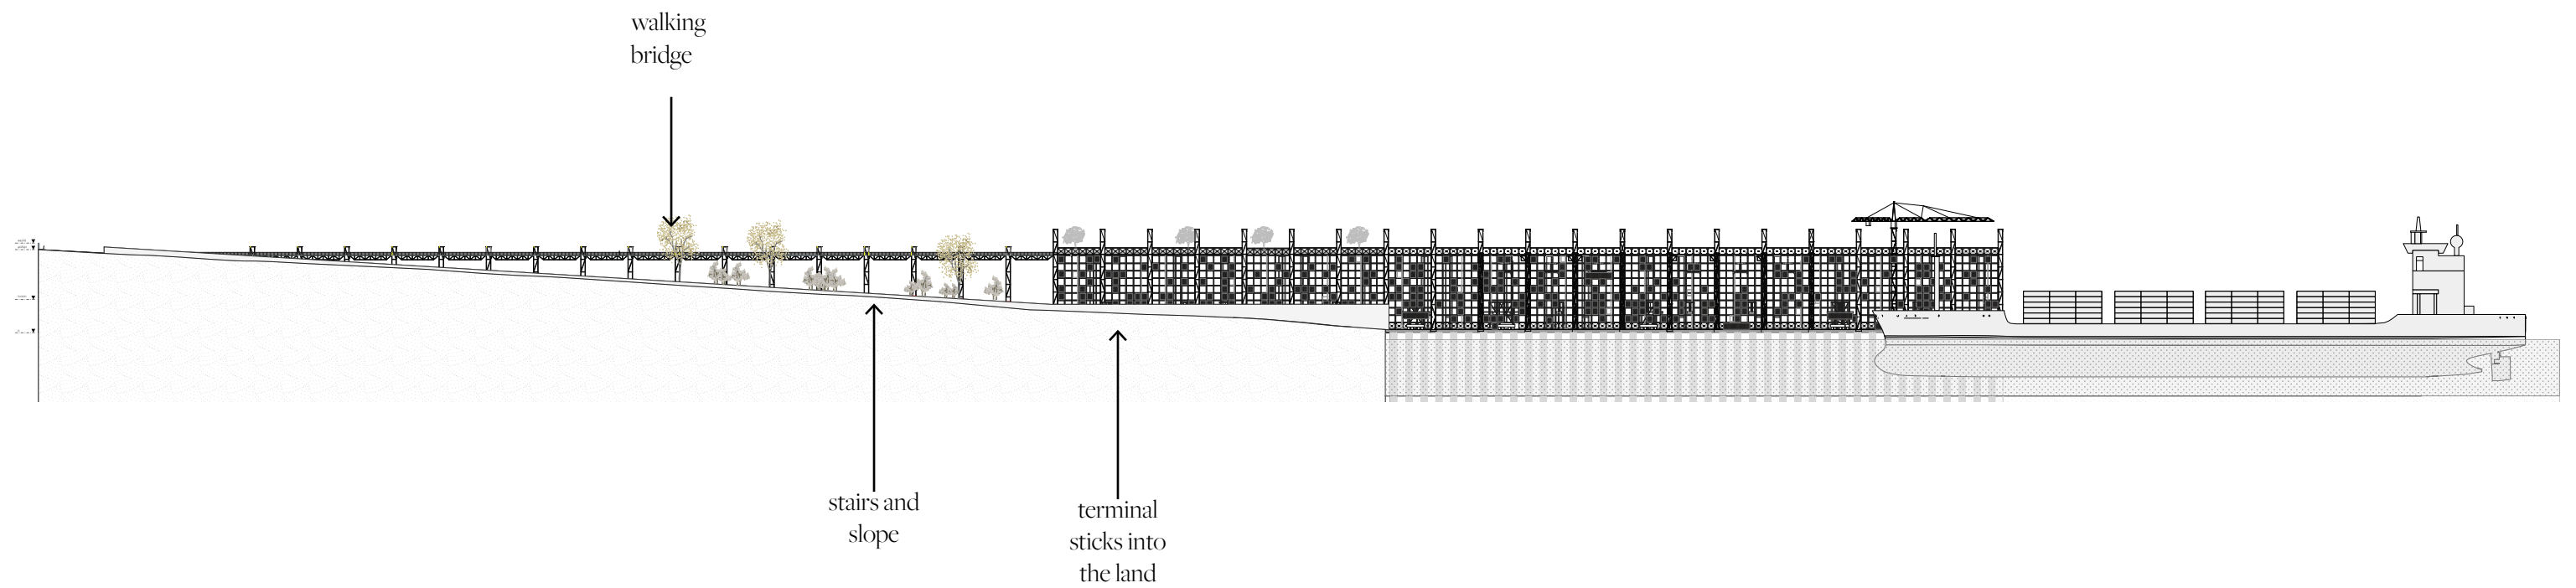 walking
bridge
stairs and
slope
terminal
sticks into
the land